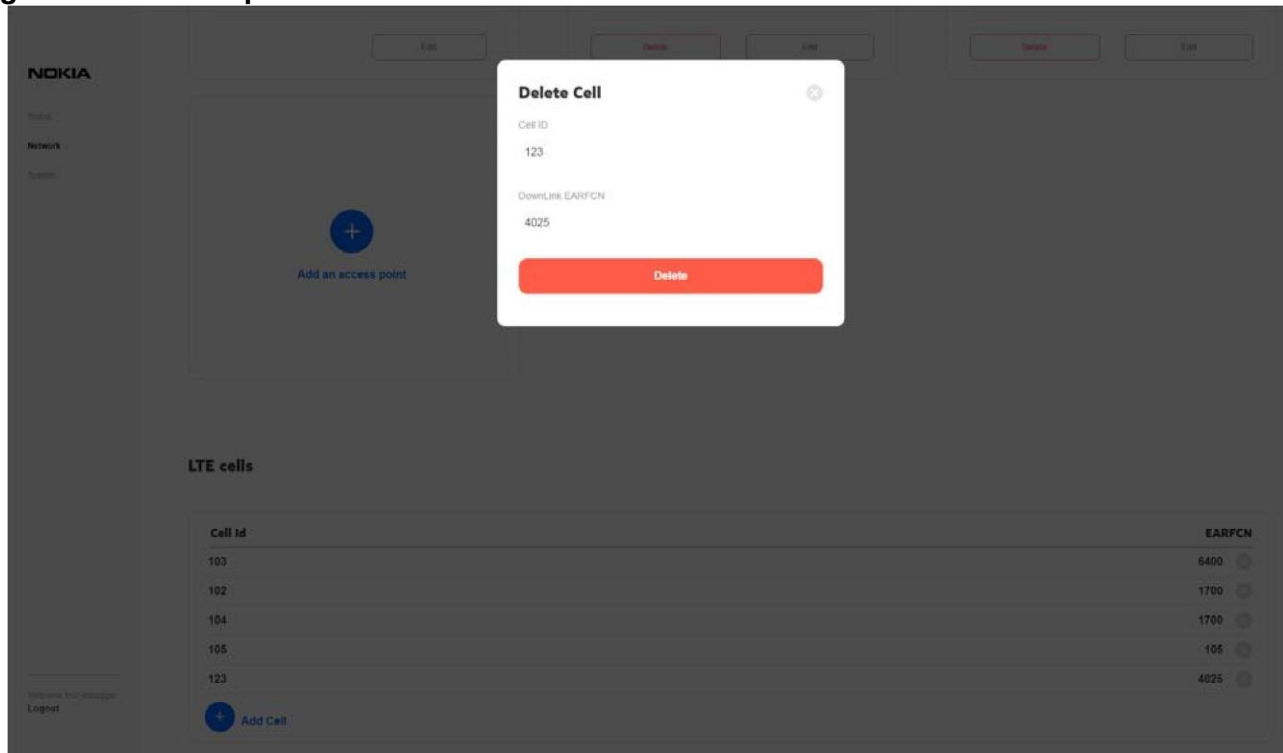 NOKIA
Status
Network
System
Edit
Delete
Edit
Delete
Edit
Delete Cell
Cell ID
123
DownLink EARFCN
4025
Delete
Add an access point
LTE cells
Cell Id EARFCN
103 6400
102 1700
104 1700
105 105
123 4025
Add Cell
Logout